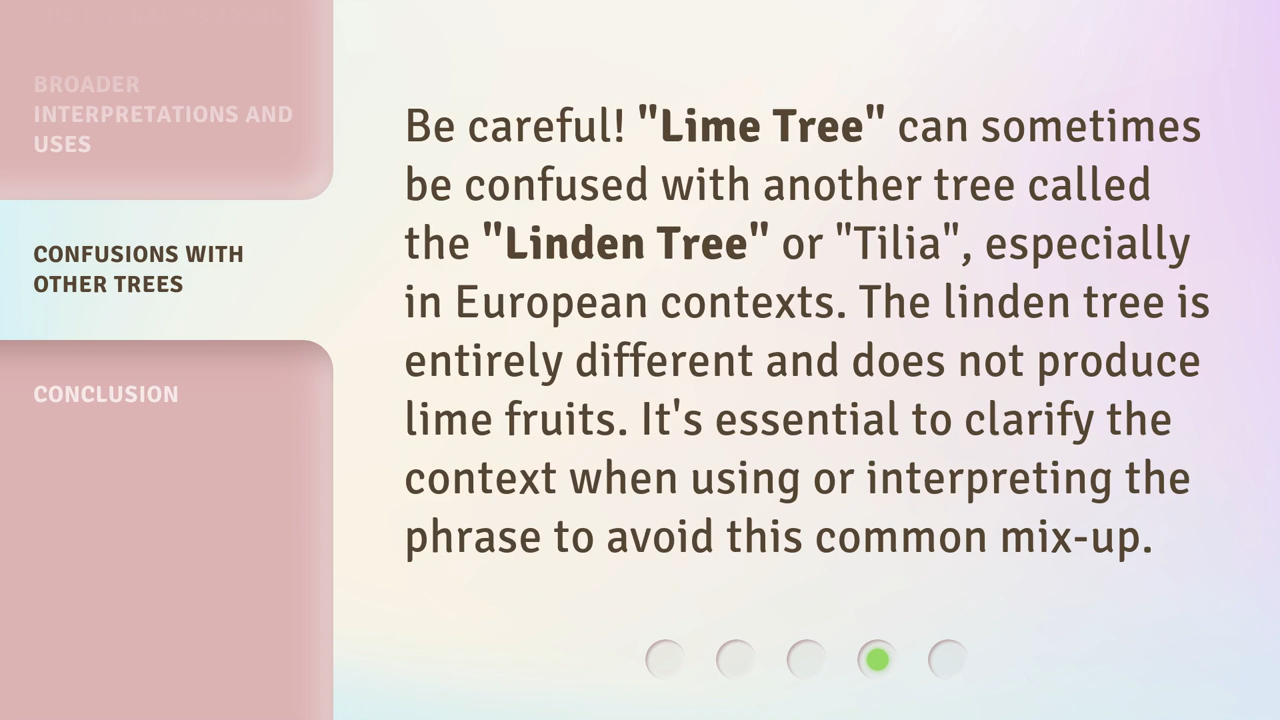 BROADER
INTERPRETATIONS AND
USES
CONFUSIONS WITH
OTHER TREES
CONCLUSION
Be careful! "Lime Tree" can sometimes
be confused with another tree called
the "Linden Tree" or "Tilia", especially
in European contexts. The linden tree is
entirely different and does not produce
lime fruits. It's essential to clarify the
context when using or interpreting the
phrase to avoid this common mix-up.